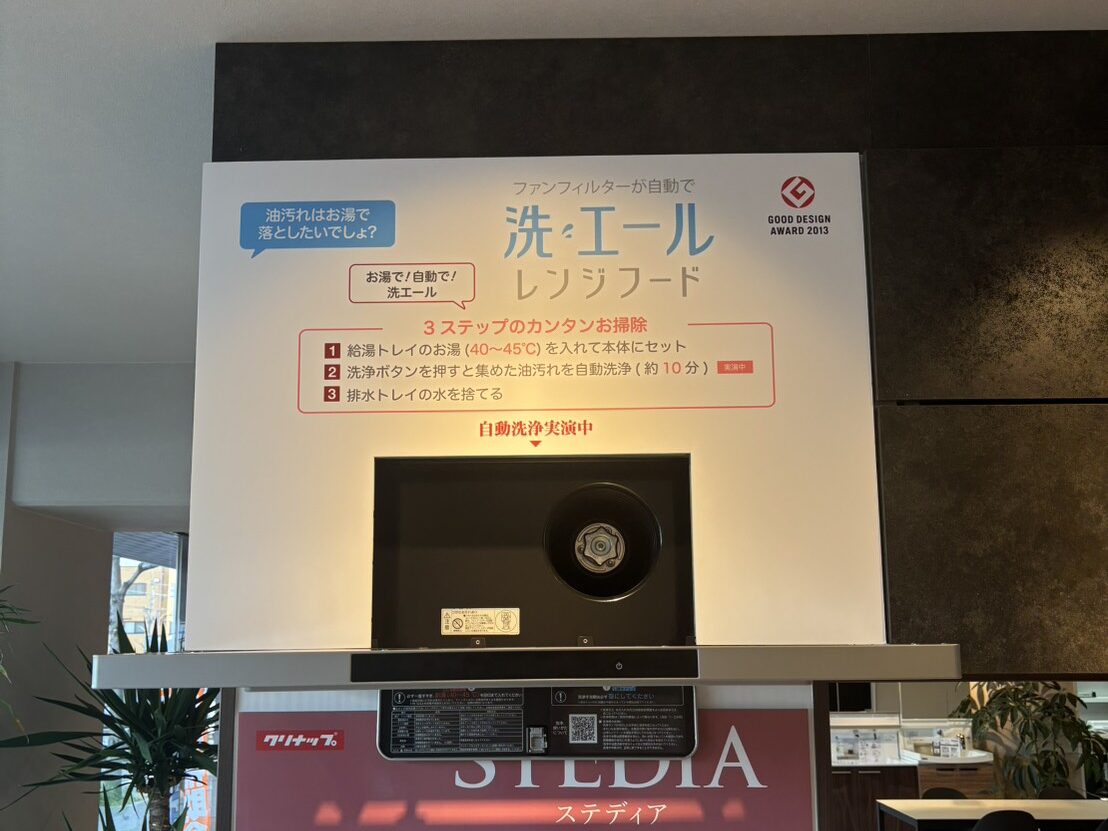 ファンフィルターが自動で
洗エール
レンジフード
GOOD DESIGN
AWARD 2013
油汚れはお湯で
落としたいでしょ?
お湯で!自動で!
洗エール
3 ステップのカンタンお掃除
1 給湯トレイのお湯 (40〜45℃) を入れて本体にセット
2 洗浄ボタンを押すと集めた油汚れを自動洗浄 ( 約 10 分 ) 実演中
3 排水トレイの水を捨てる
自動洗浄実演中
クリナップ
STEDIA
ステディア